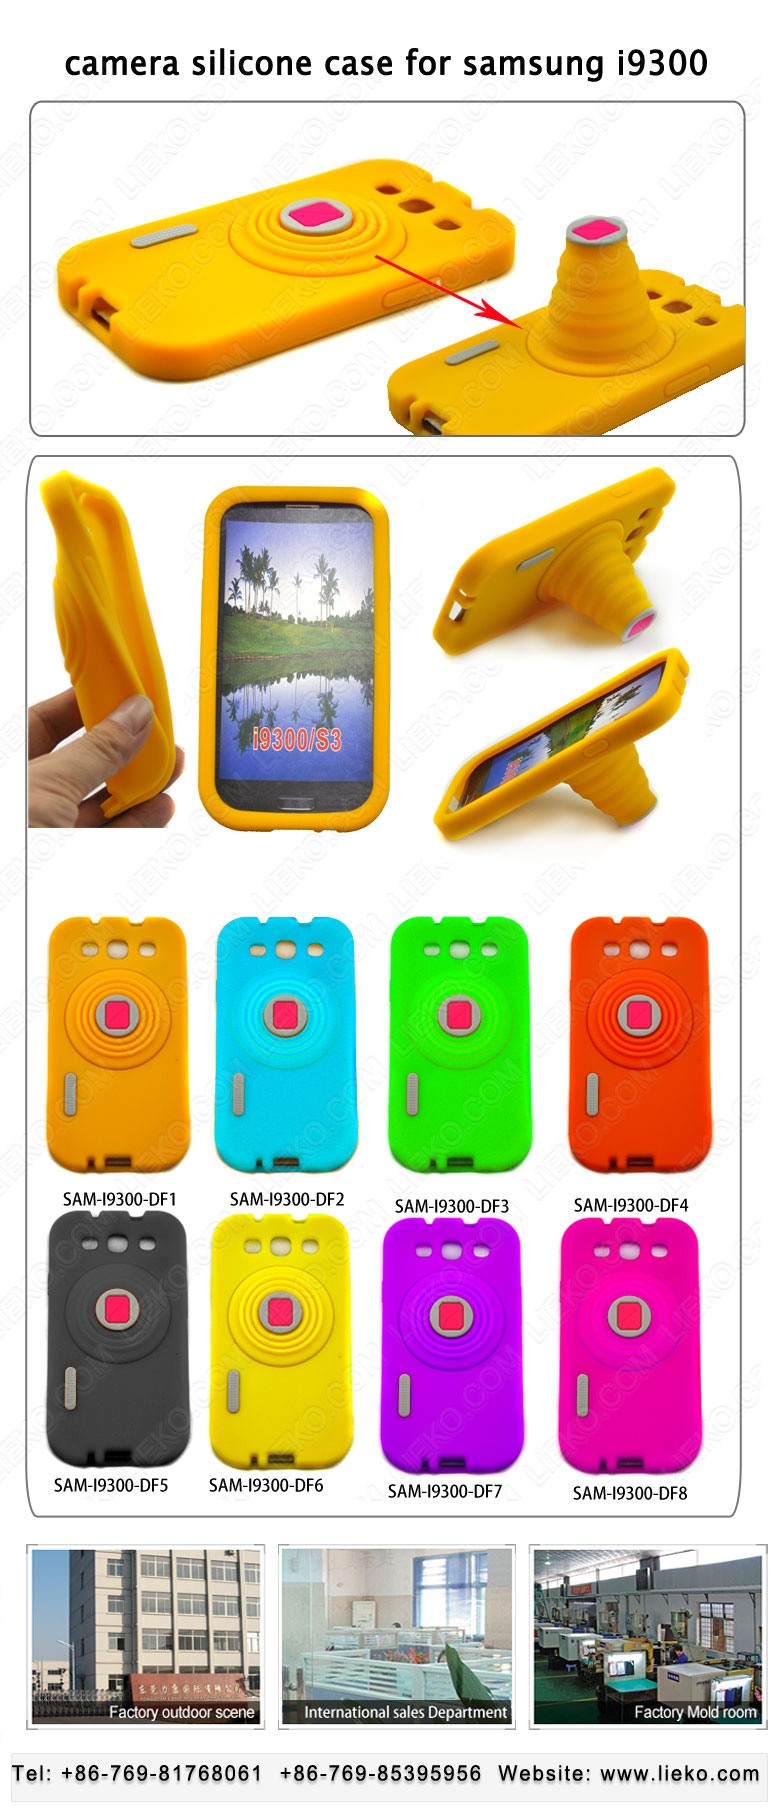 camera silicone case for samsung i9300
i9300/S3
SAM-I9300-DF1 SAM-I9300-DF2 SAM-I9300-DF3 SAM-I9300-DF4
SAM-I9300-DF5 SAM-I9300-DF6 SAM-I9300-DF7 SAM-I9300-DF8
Factory outdoor scene
International sales Department
Factory Mold room
Tel: +86-769-81768061 +86-769-85395956 Website: www.lieko.com
LIEKO.COM